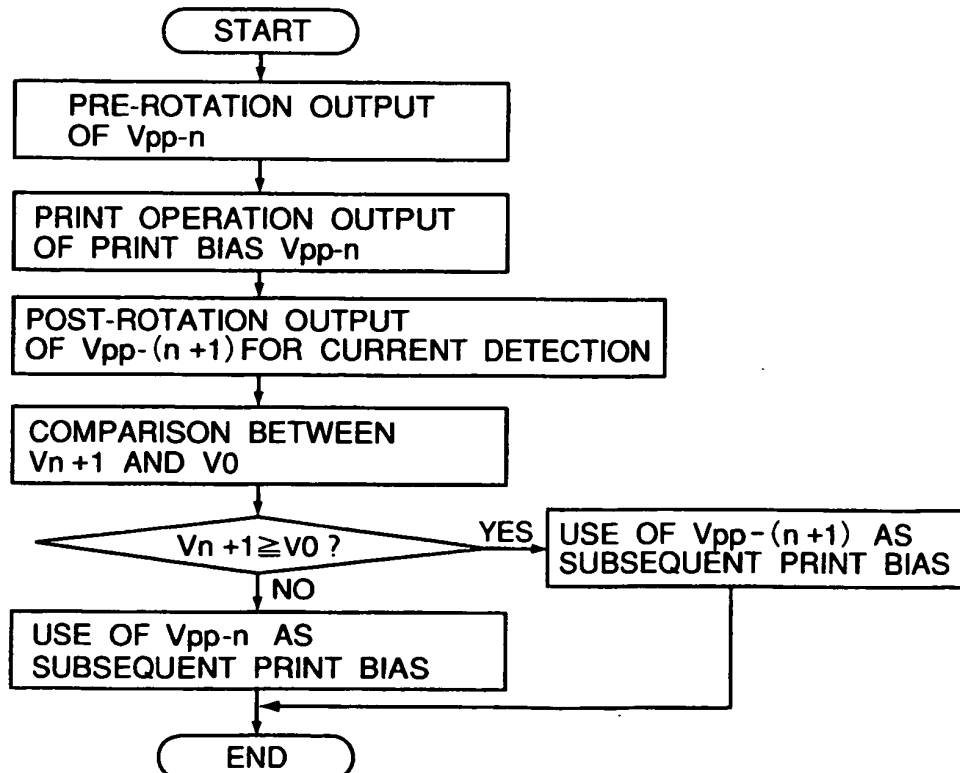 START
PRE-ROTATION OUTPUT
OF Vpp-n
PRINT OPERATION OUTPUT
OF PRINT BIAS Vpp-n
POST-ROTATION OUTPUT
OF Vpp-(n+1) FOR CURRENT DETECTION
COMPARISON BETWEEN
Vn+1 AND V0
Vn+1≧V0 ?
YES
USE OF Vpp-(n+1) AS
SUBSEQUENT PRINT BIAS
NO
USE OF Vpp-n AS
SUBSEQUENT PRINT BIAS
END